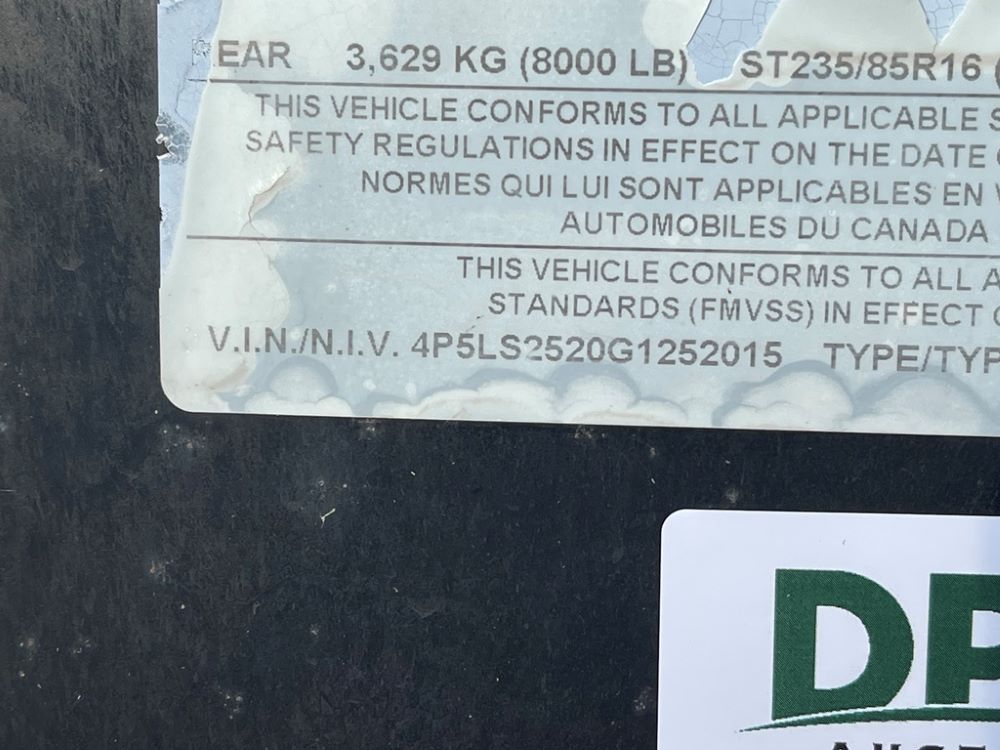 EAR 3,629 KG (8000 LB) ST235/85R16
THIS VEHICLE CONFORMS TO ALL APPLICABLE S
SAFETY REGULATIONS IN EFFECT ON THE DATE
NORMES QUI LUI SONT APPLICABLES EN V
AUTOMOBILES DU CANADA
THIS VEHICLE CONFORMS TO ALL A
STANDARDS (FMVSS) IN EFFECT
V.I.N./N.I.V. 4P5LS2520G1252015 TYPE/TYP
DP